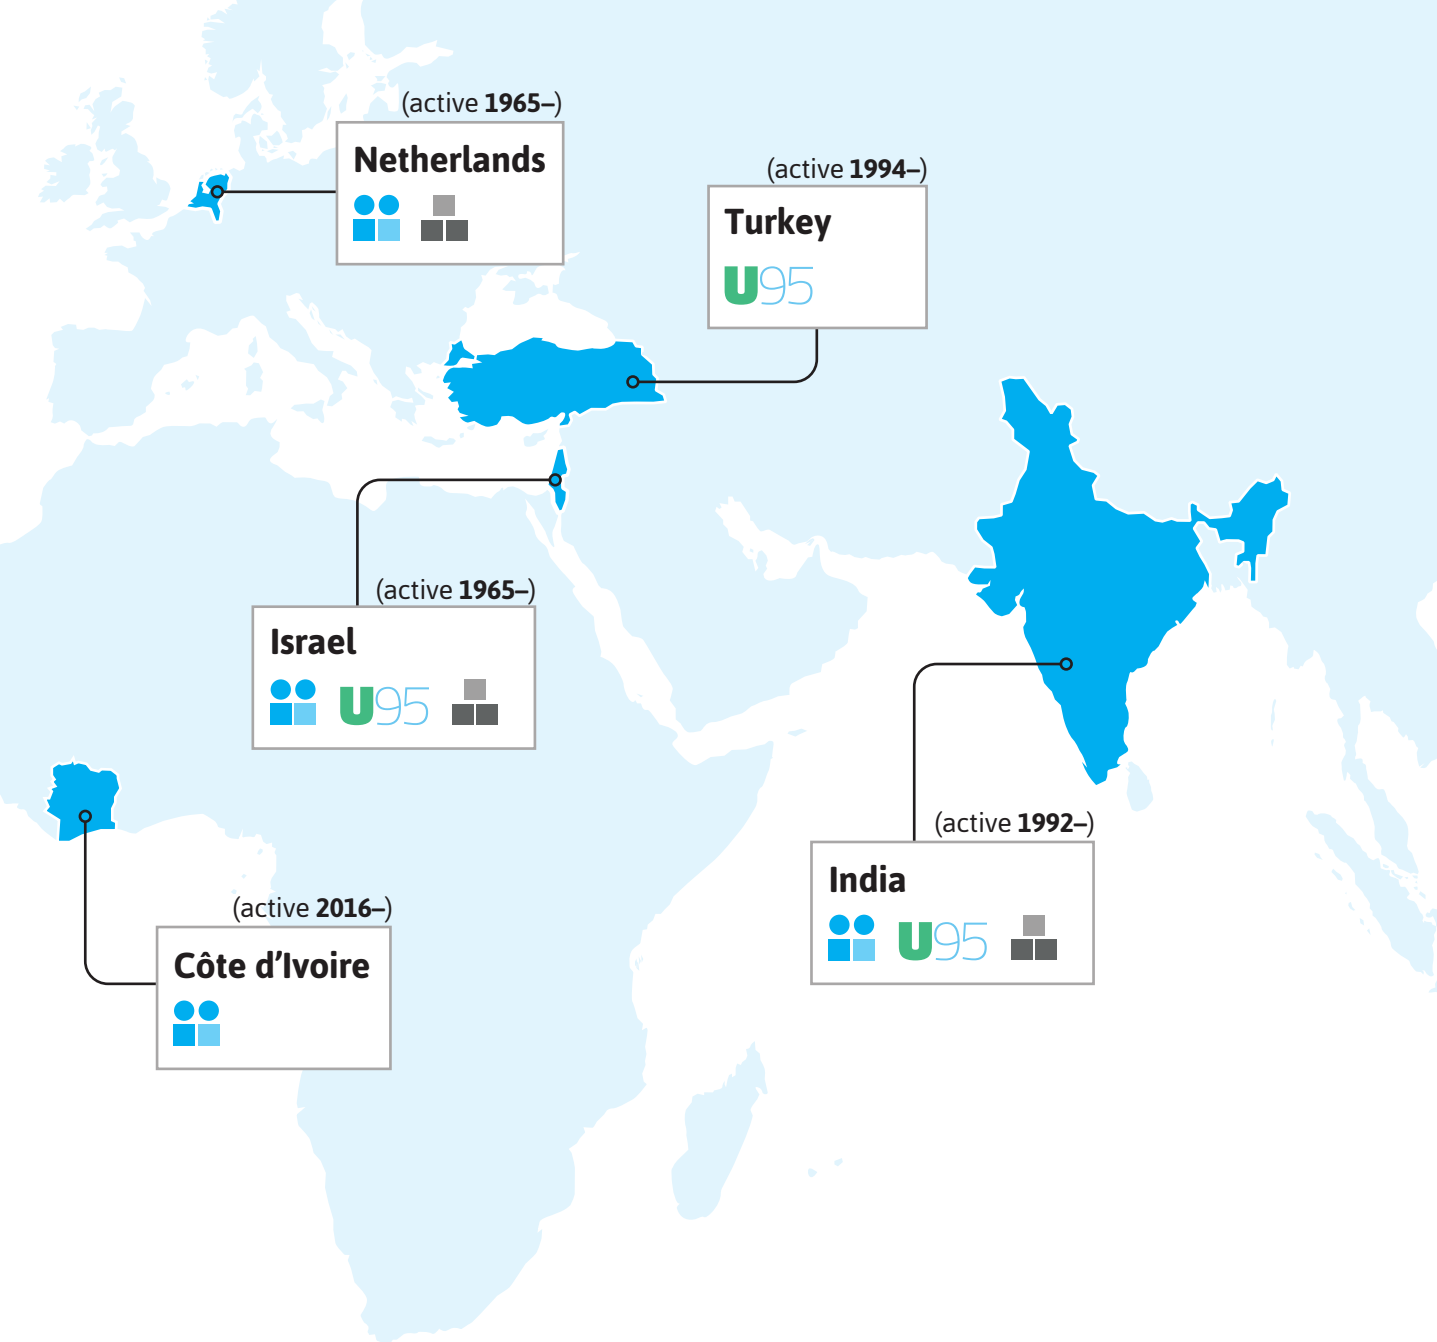 (active 1965–)
Netherlands
(active 1994–)
Turkey
U95
(active 1965–)
Israel
U95
(active 1992–)
India
U95
(active 2016–)
Côte d’Ivoire